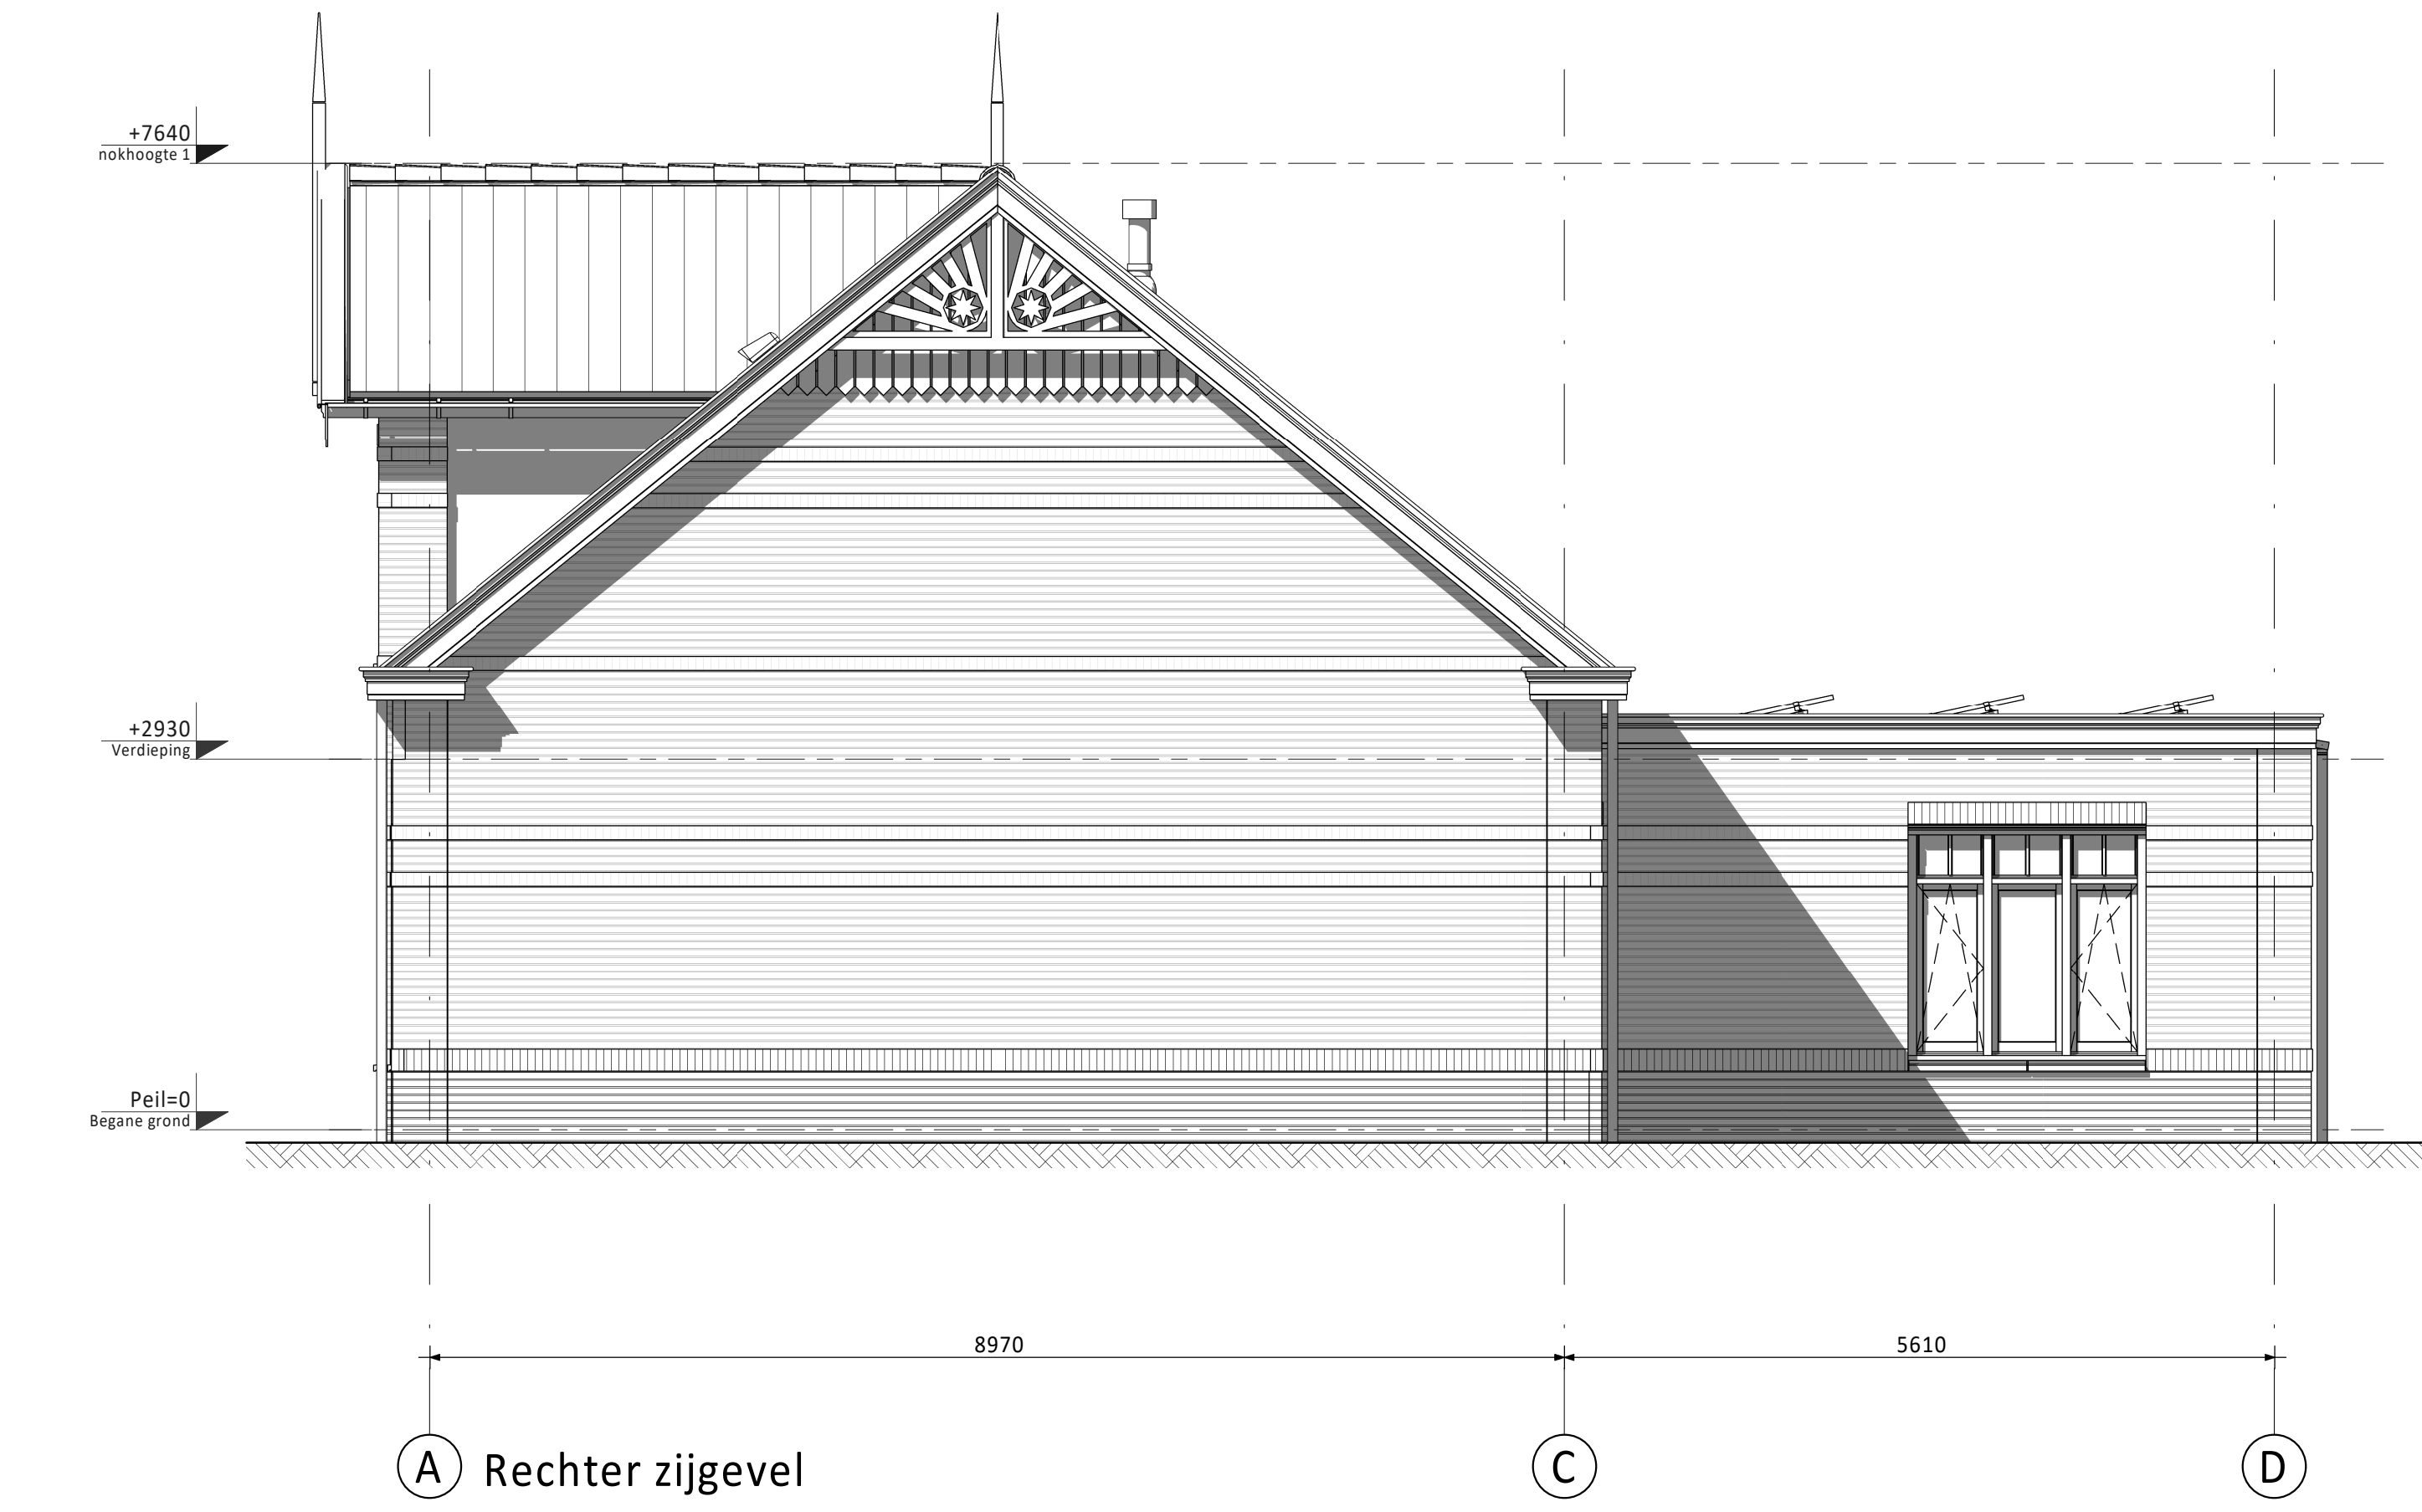 +7640
nokhoogte 1
+2930
Verdieping
Peil=0
Begane grond
8970
5610
A
Rechter zijgevel
C
D